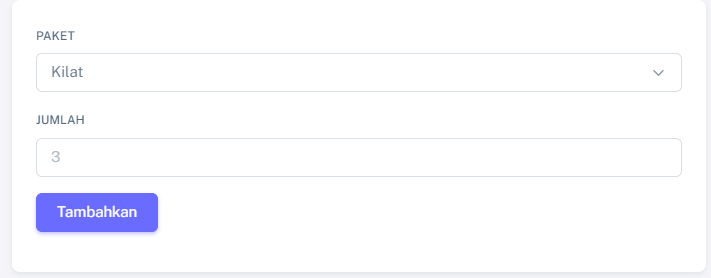 PAKET
Kilat
JUMLAH
3
Tambahkan